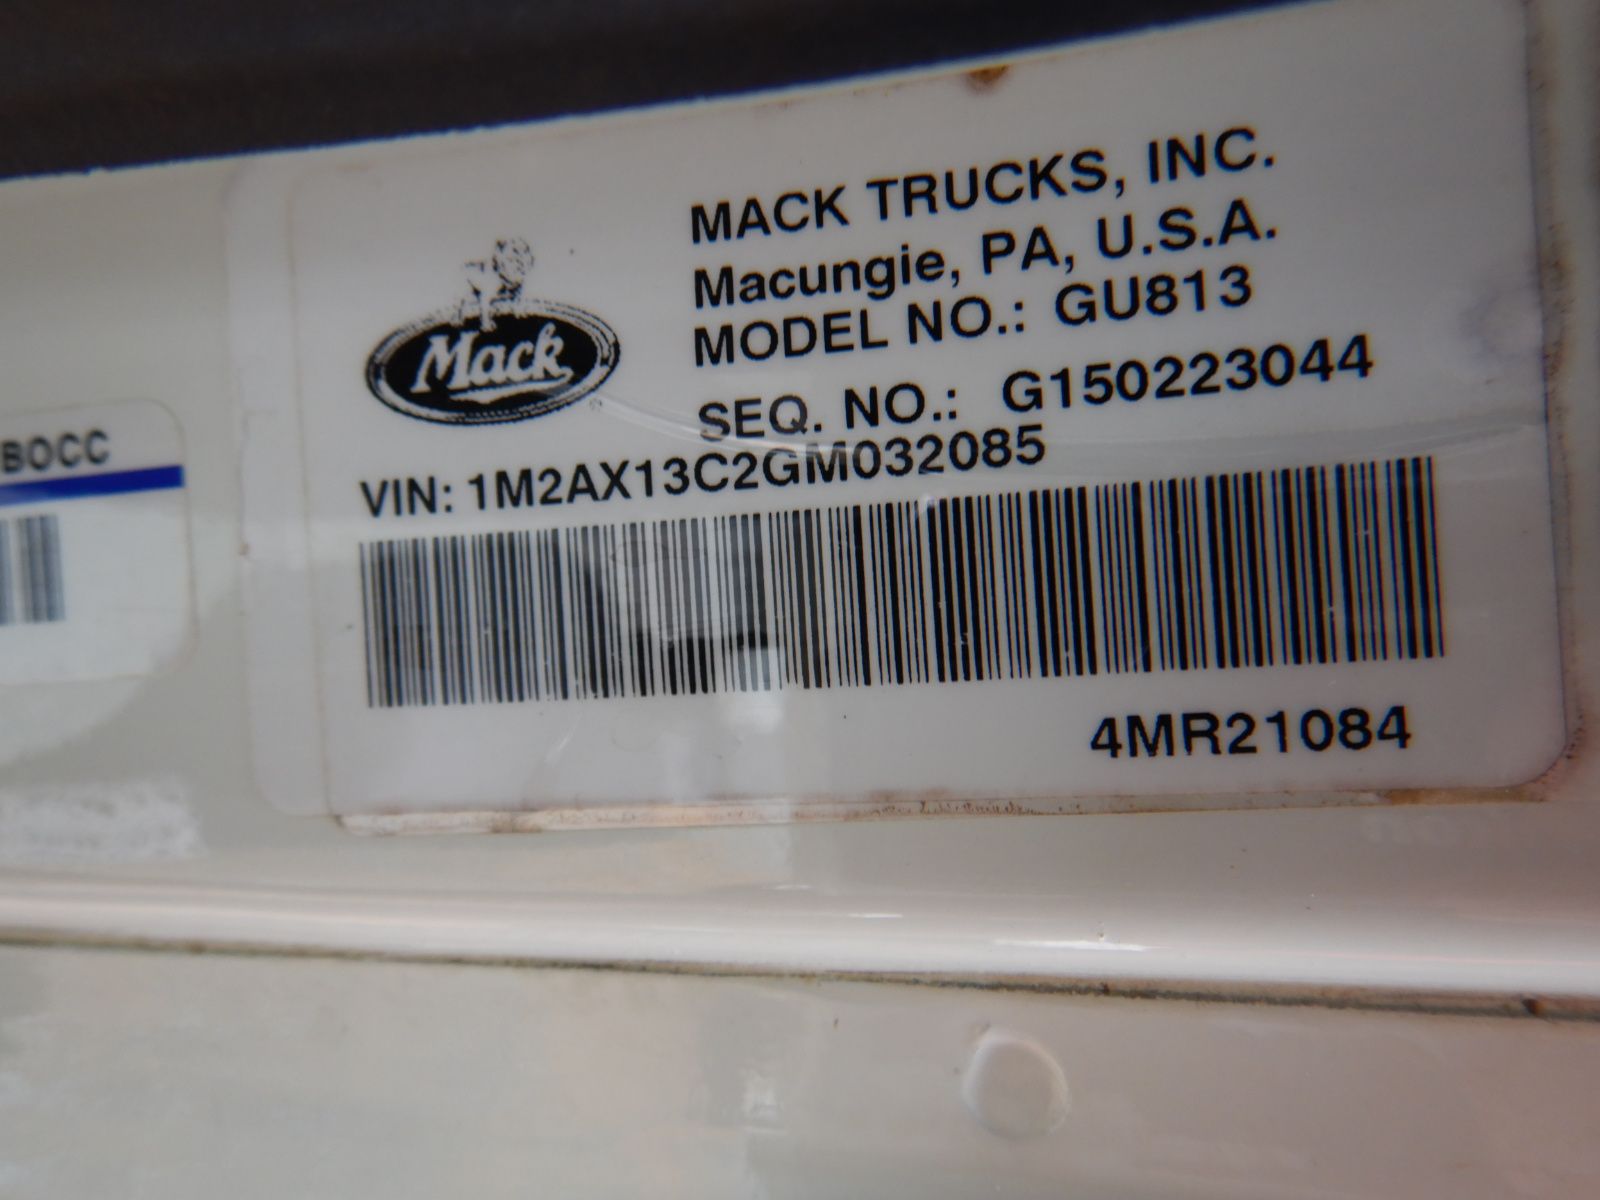 MACK TRUCKS, INC.
Macungie, PA, U.S.A.
MODEL NO.: GU813
SEQ. NO.: G150223044
VIN: 1M2AX13C2GM032085
4MR21084
Mack
®
BOCC